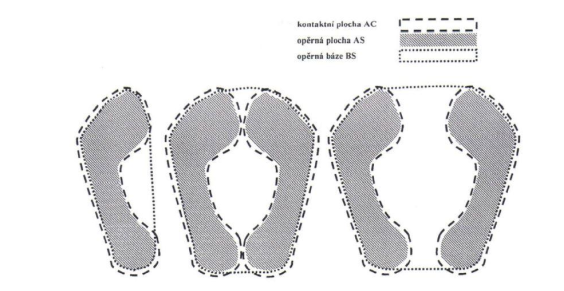 kontaktní plocha AC
opěrná plocha AS
opěrná báze BS